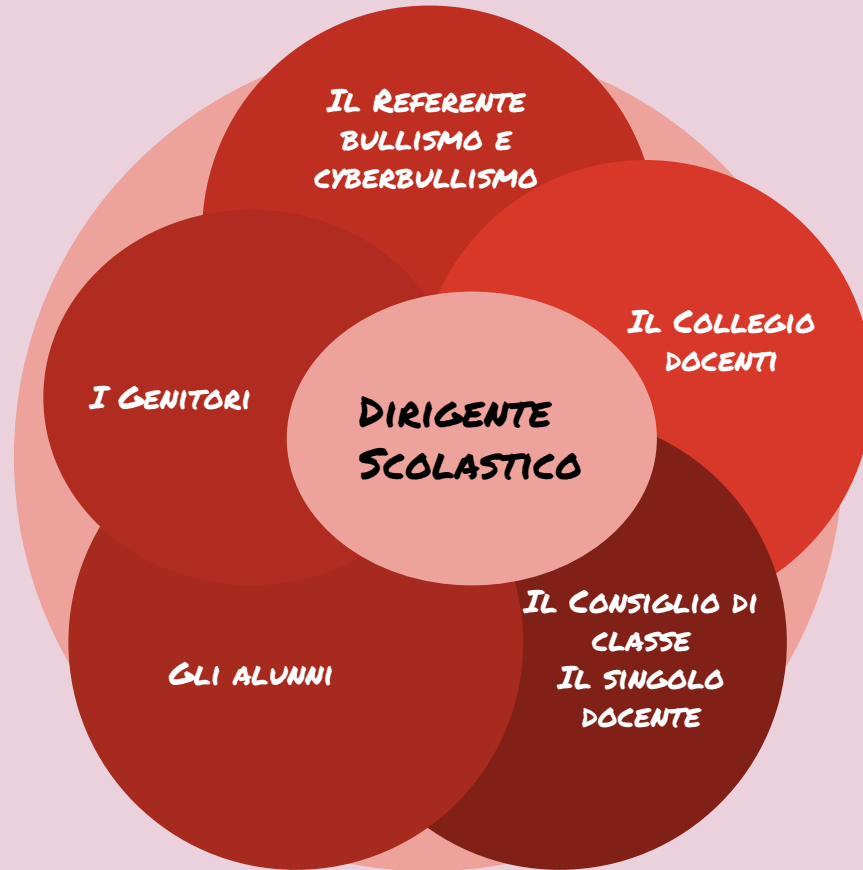 Il Referente
bullismo e
cyberbullismo
Il Collegio
docenti
I Genitori
Dirigente
Scolastico
Il Consiglio di
classe
Il singolo
docente
Gli alunni